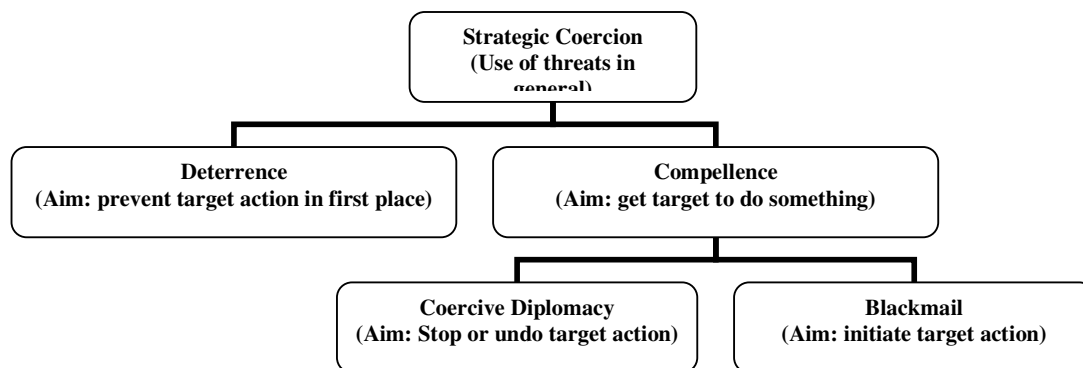 Strategic Coercion
(Use of threats in
general)
Deterrence
(Aim: prevent target action in first place)
Compellence
(Aim: get target to do something)
Coercive Diplomacy
(Aim: Stop or undo target action)
Blackmail
(Aim: initiate target action)